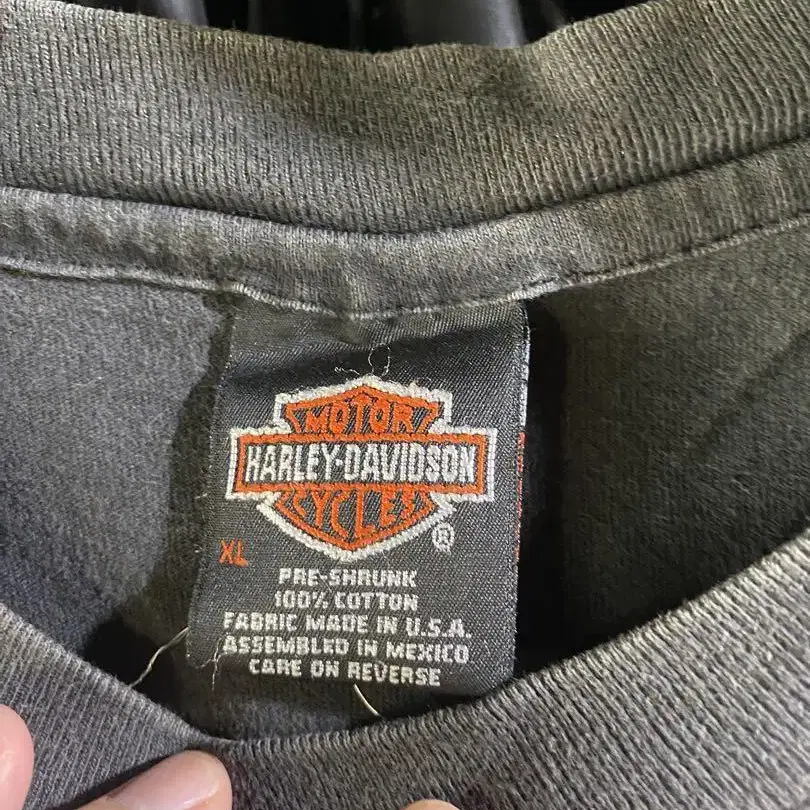 MOTOR
HARLEY-DAVIDSON
CYCLES
®
XL
PRE-SHRUNK
100% COTTON
FABRIC MADE IN U.S.A.
ASSEMBLED IN MEXICO
CARE ON REVERSE